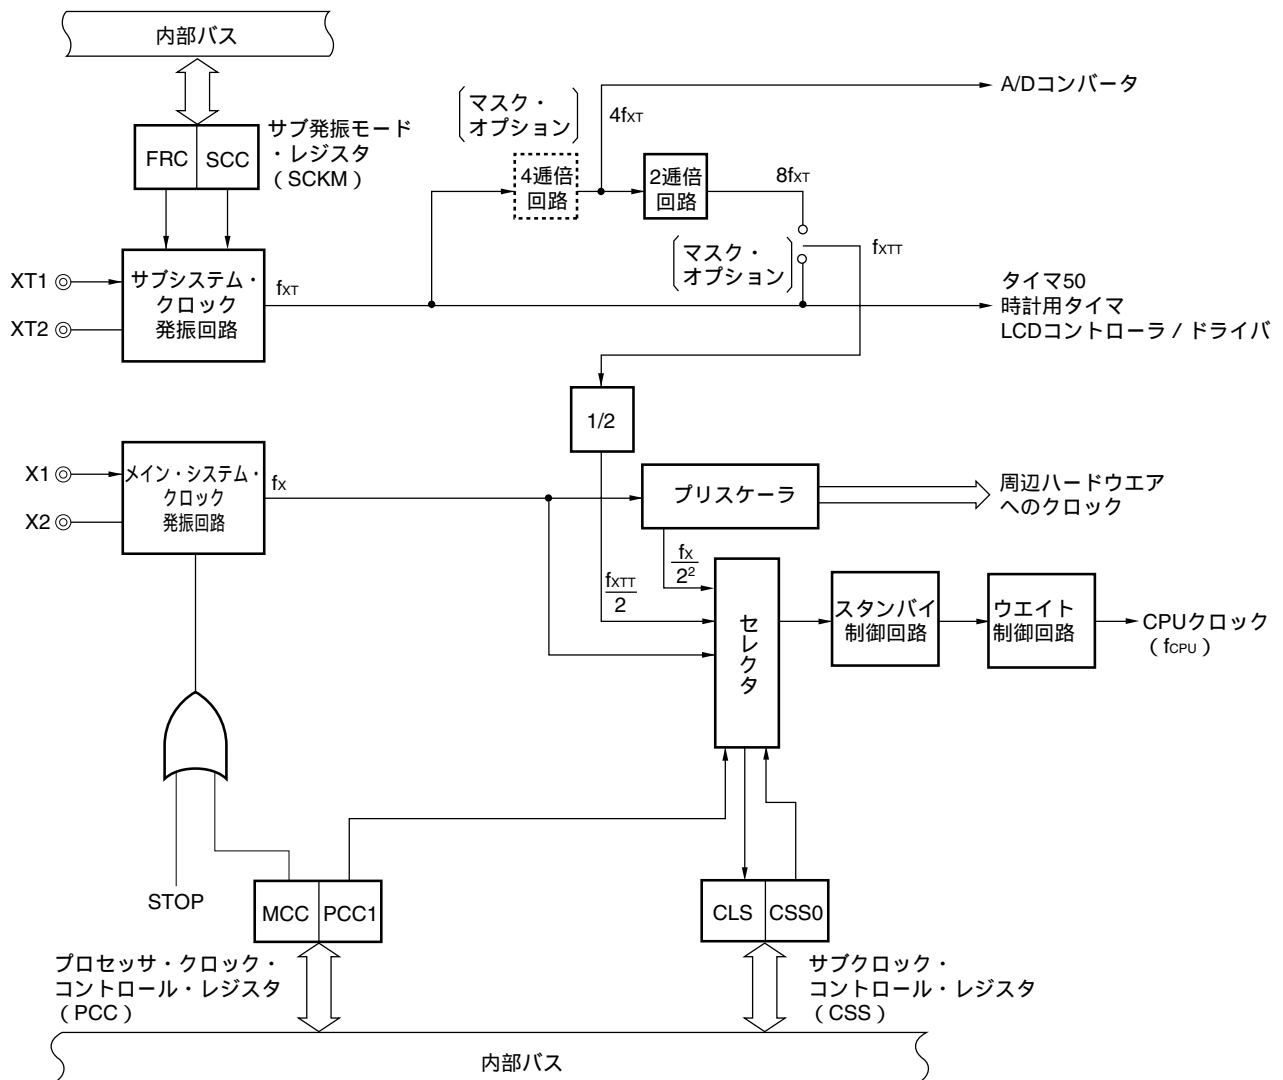 内部バス
FRC
SCC
サブ発振モード
・レジスタ
（SCKM）
マスク・
オプション
4fXT
A/Dコンバータ
4逓倍
回路
2逓倍
回路
8fXT
マスク・
オプション
fXTT
XT1
XT2
サブシステム・
クロック
発振回路
fXT
タイマ50
時計用タイマ
LCDコントローラ / ドライバ
1/2
X1
X2
メイン・システム・
クロック
発振回路
fX
プリスケーラ
周辺ハードウエア
へのクロック
fX
2²
fXTT
2
セレクタ
スタンバイ
制御回路
ウエイト
制御回路
CPUクロック
（fCPU）
STOP
MCC
PCC1
CLS
CSS0
プロセッサ・クロック・
コントロール・レジスタ
（PCC）
サブクロック・
コントロール・レジスタ
（CSS）
内部バス